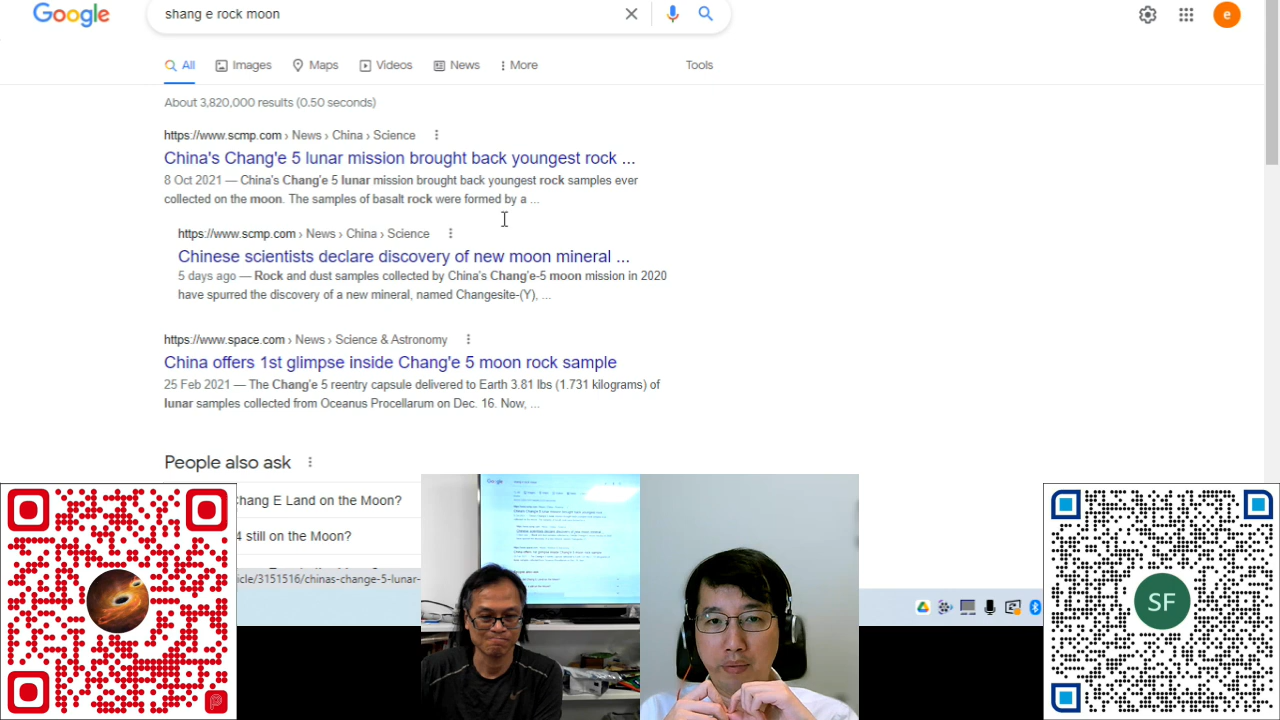 Google
shang e rock moon
e
All
Images
Maps
Videos
News
More
Tools
About 3,820,000 results (0.50 seconds)
https://www.scmp.com › News › China › Science
China's Chang'e 5 lunar mission brought back youngest rock ...
8 Oct 2021 — China's Chang'e 5 lunar mission brought back youngest rock samples ever
collected on the moon. The samples of basalt rock were formed by a ...
https://www.scmp.com › News › China › Science
Chinese scientists declare discovery of new moon mineral ...
5 days ago — Rock and dust samples collected by China's Chang'e-5 moon mission in 2020
have spurred the discovery of a new mineral, named Changesite-(Y), ...
https://www.space.com › News › Science & Astronomy
China offers 1st glimpse inside Chang'e 5 moon rock sample
25 Feb 2021 — The Chang'e 5 reentry capsule delivered to Earth 3.81 lbs (1.731 kilograms) of
lunar samples collected from Oceanus Procellarum on Dec. 16. Now, ...
People also ask
hang E Land on the Moon?
4 still on the Moon?
icle/3151516/chinas-change-5-lunar-
SF